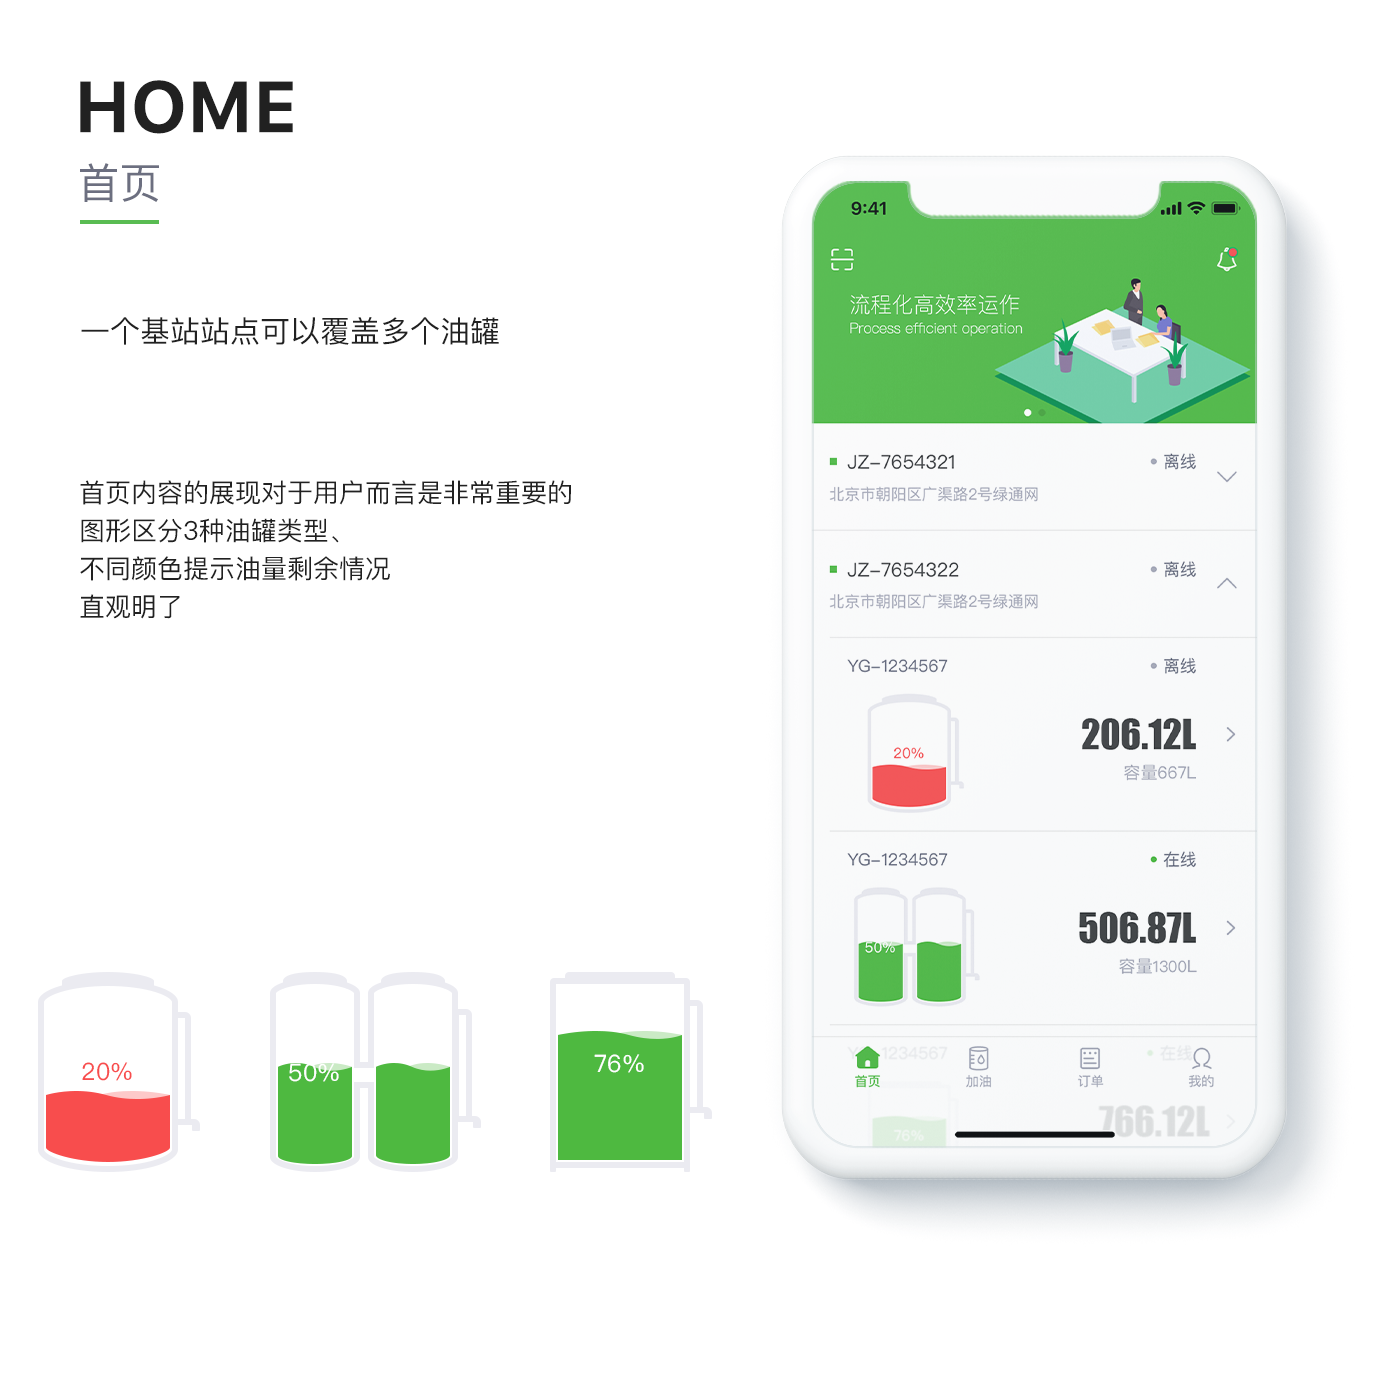 HOME
首页
一个基站站点可以覆盖多个油罐
首页内容的展现对于用户而言是非常重要的
图形区分3种油罐类型、
不同颜色提示油量剩余情况
直观明了
20%
50%
76%
9:41
流程化高效率运作
Process efficient operation
JZ-7654321
离线
北京市朝阳区广渠路2号绿通网
JZ-7654322
离线
北京市朝阳区广渠路2号绿通网
YG-1234567
离线
20%
206.12L
容量667L
YG-1234567
在线
50%
506.87L
容量1300L
YG-1234567
在线
首页
加油
订单
我的
766.12L
76%